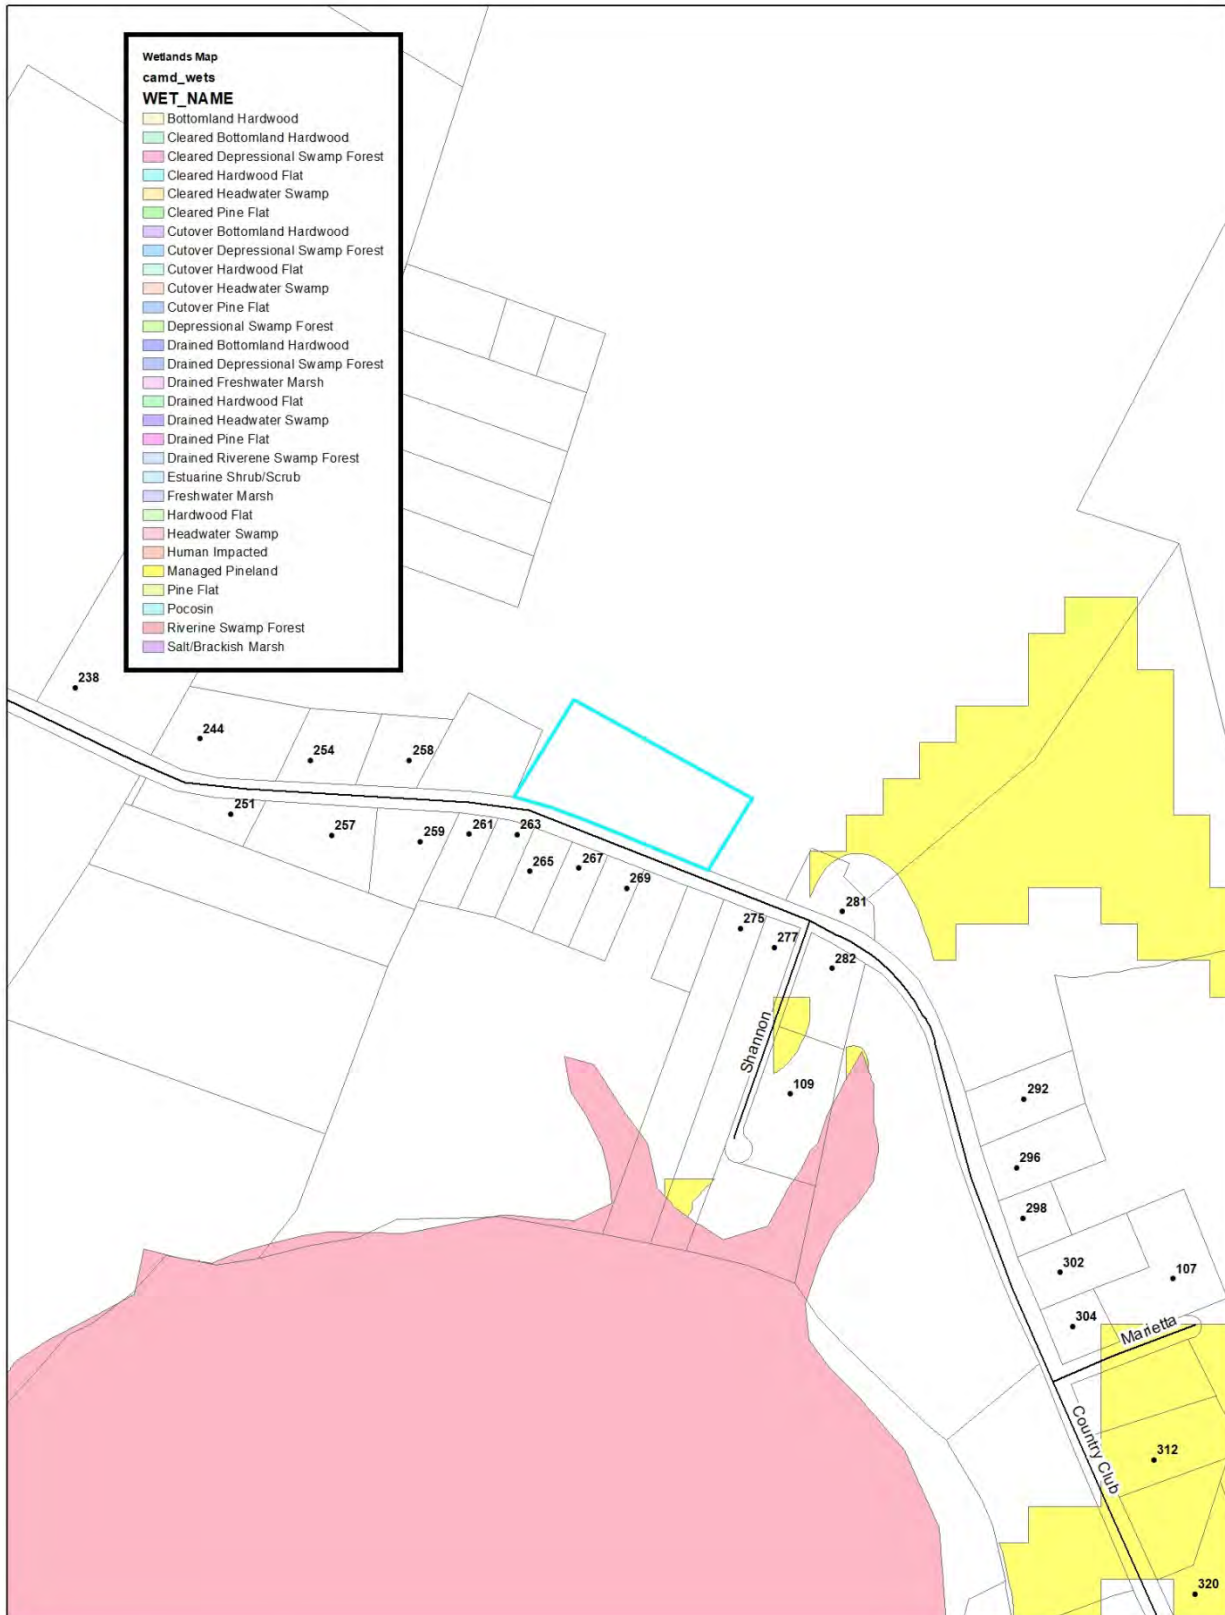 Wetlands Map
camd_wets
WET_NAME
Bottomland Hardwood
Cleared Bottomland Hardwood
Cleared Depressional Swamp Forest
Cleared Hardwood Flat
Cleared Headwater Swamp
Cleared Pine Flat
Cutover Bottomland Hardwood
Cutover Depressional Swamp Forest
Cutover Hardwood Flat
Cutover Headwater Swamp
Cutover Pine Flat
Depressional Swamp Forest
Drained Bottomland Hardwood
Drained Depressional Swamp Forest
Drained Freshwater Marsh
Drained Hardwood Flat
Drained Headwater Swamp
Drained Pine Flat
Drained Riverene Swamp Forest
Estuarine Shrub/Scrub
Freshwater Marsh
Hardwood Flat
Headwater Swamp
Human Impacted
Managed Pineland
Pine Flat
Pocosin
Riverine Swamp Forest
Salt/Brackish Marsh
238
244
254
258
251
257
259
261
263
265
267
269
275
277
281
282
Shannon
109
292
296
298
302
107
304
Marietta
Country Club
312
320